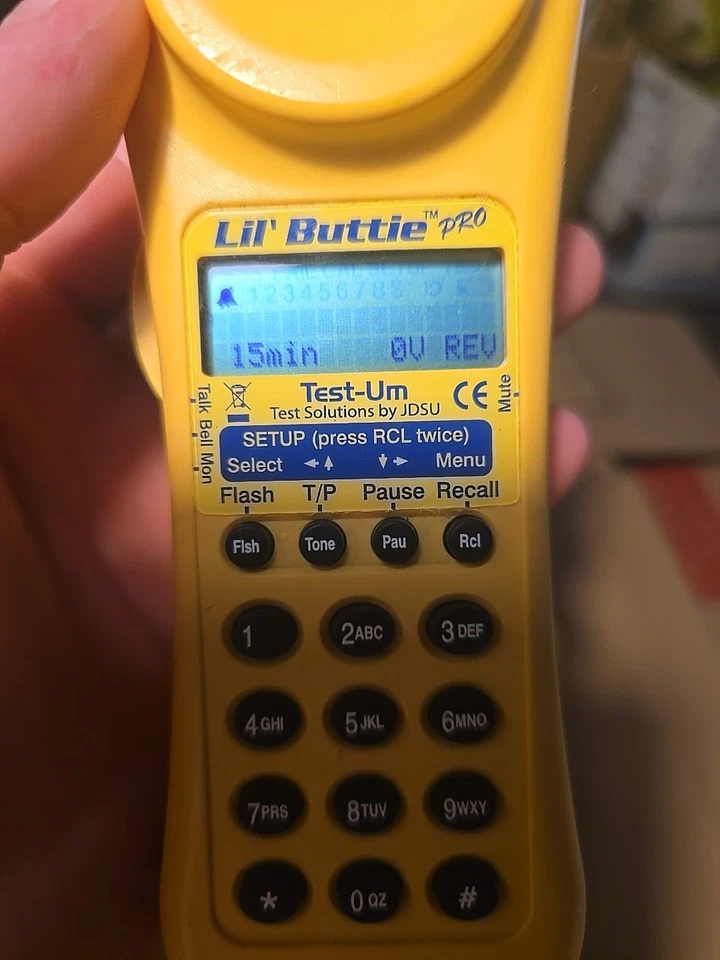 Lil' Buttie™ PRO
12345678S
15min 0V REV
Test-Um
Test Solutions by JDSU
CE
Talk Bell Mon
Mute
SETUP (press RCL twice)
Select Menu
Flash T/P Pause Recall
Flsh Tone Pau Rcl
1 2ABC 3DEF
4GHI 5JKL 6MNO
7PRS 8TUV 9WXY
* 0QZ #